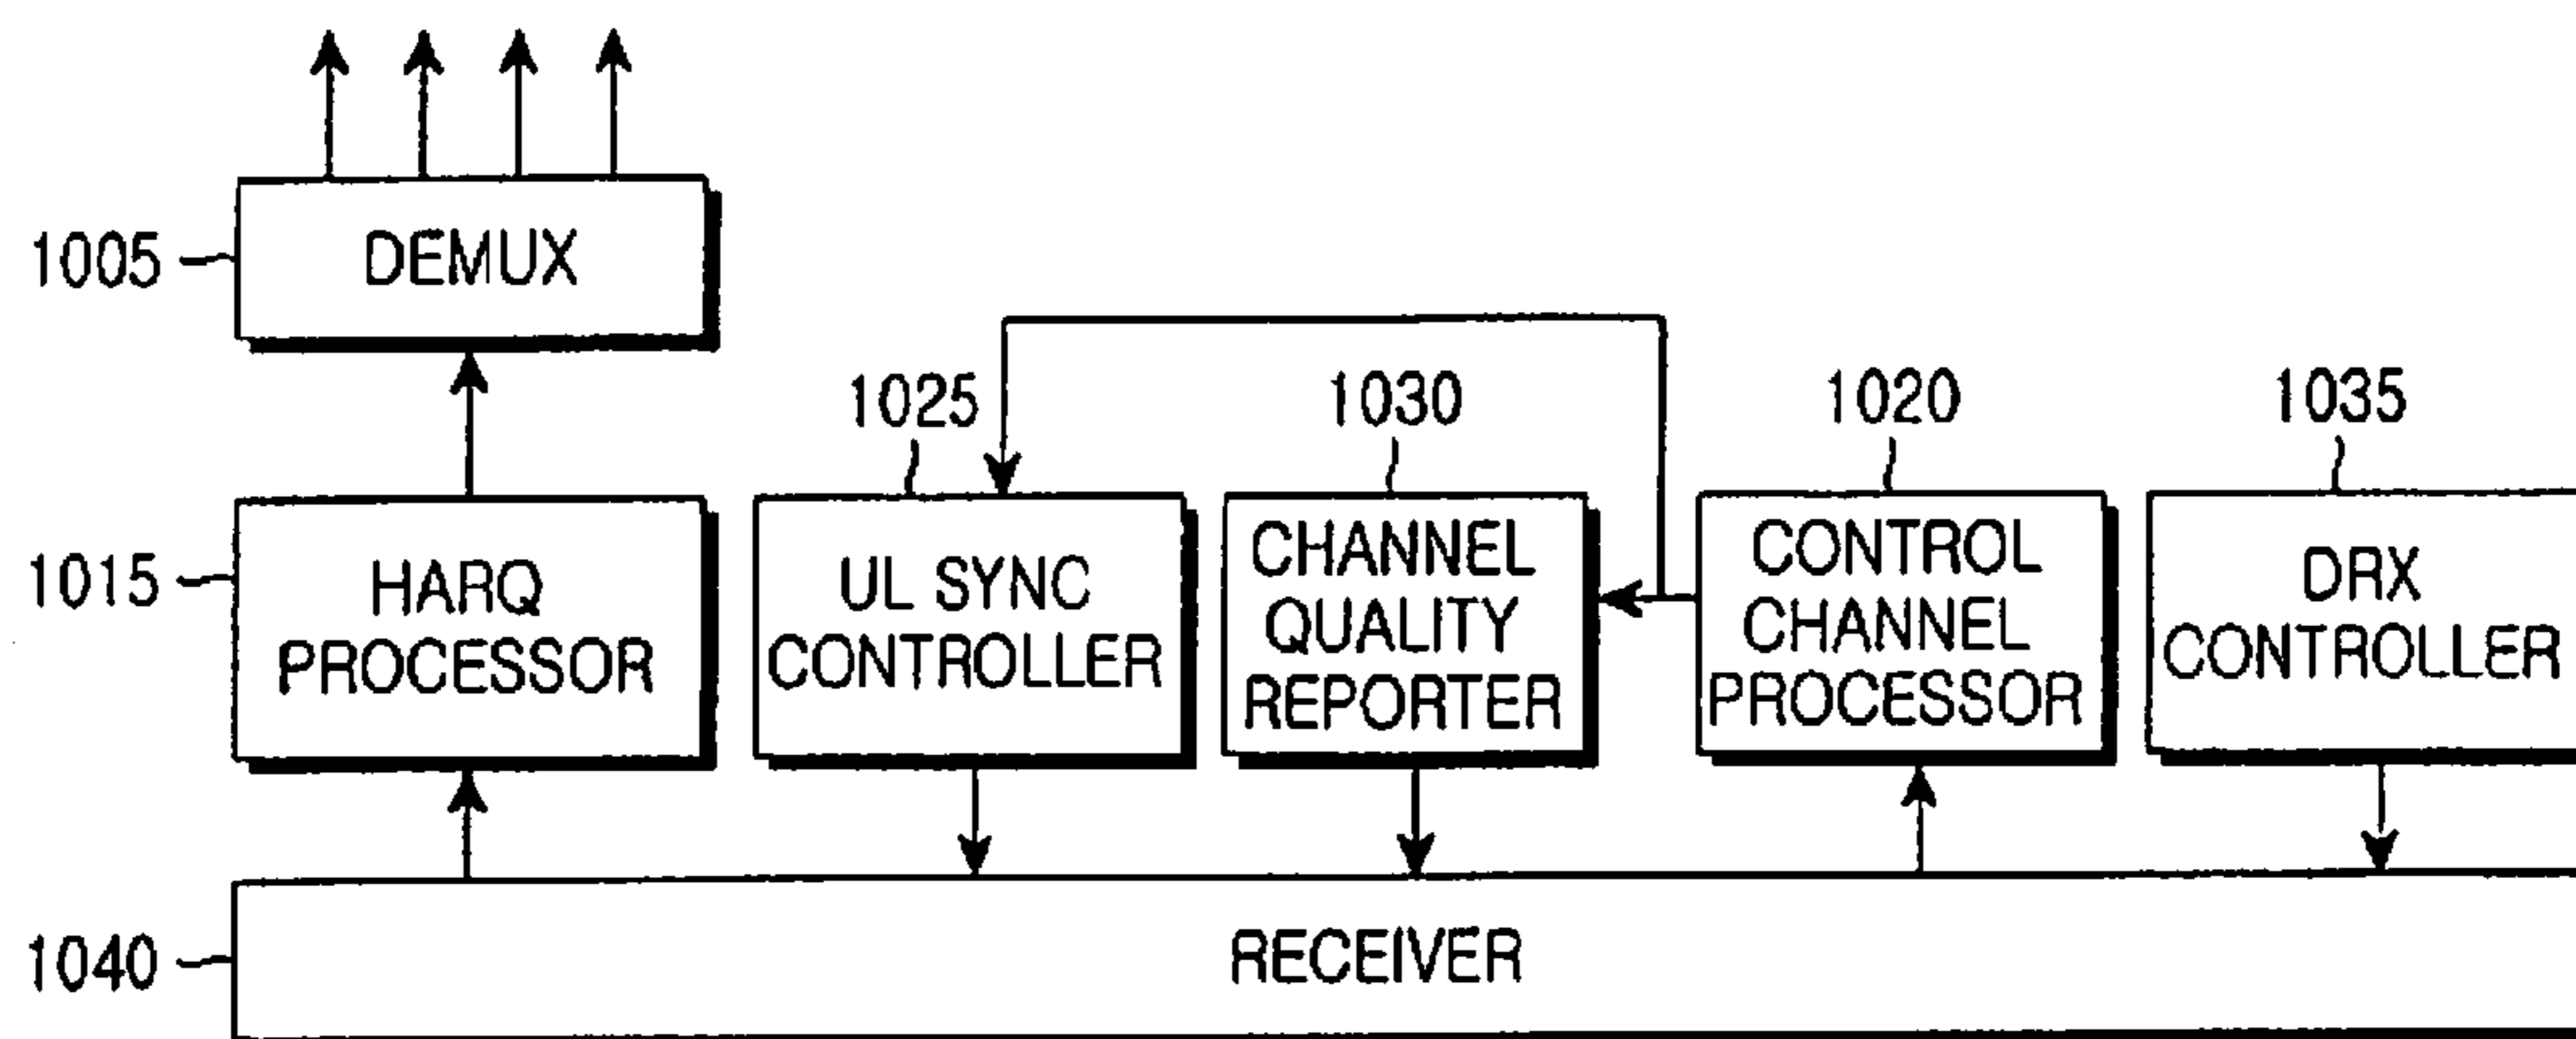 1005
DEMUX
1025
1030
1020
1035
1015
HARQ
PROCESSOR
UL SYNC
CONTROLLER
CHANNEL
QUALITY
REPORTER
CONTROL
CHANNEL
PROCESSOR
DRX
CONTROLLER
1040
RECEIVER